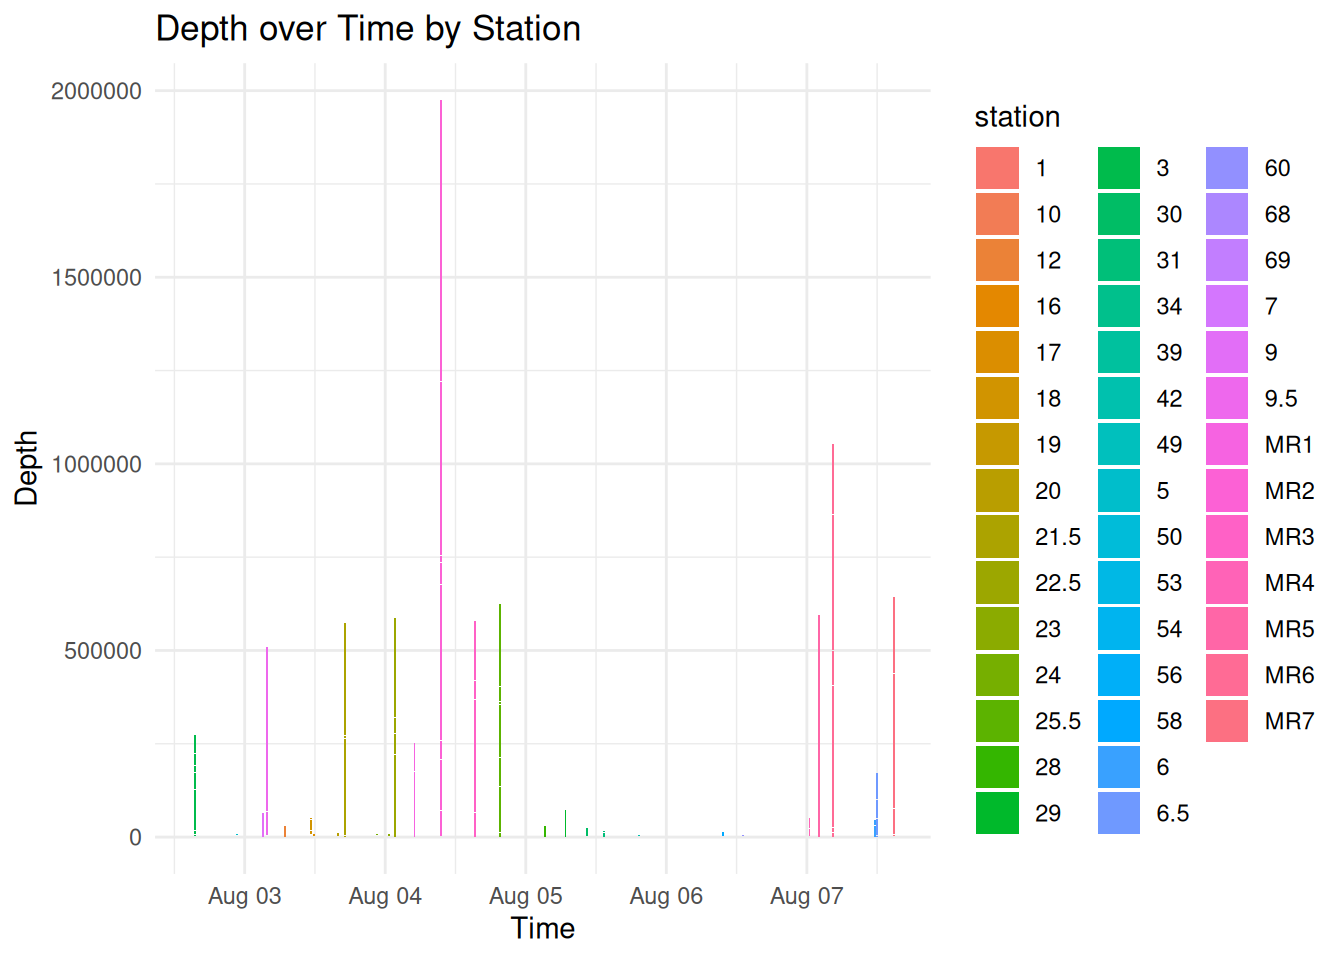 Depth over Time by Station
2000000
1500000
1000000
500000
0
Depth
Aug 03 Aug 04 Aug 05 Aug 06 Aug 07
Time
station
1 3 60
10 30 68
12 31 69
16 34 7
17 39 9
18 42 9.5
19 49 MR1
20 5 MR2
21.5 50 MR3
22.5 53 MR4
23 54 MR5
24 56 MR6
25.5 58 MR7
28 6
29 6.5